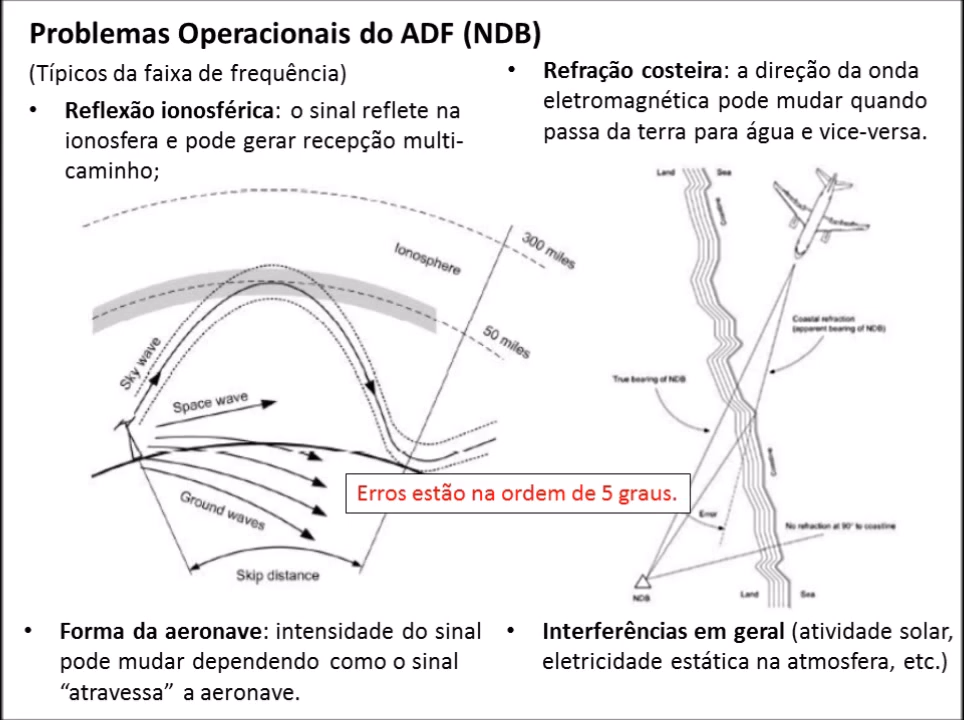 Problemas Operacionais do ADF (NDB)
(Típicos da faixa de frequência)
• Reflexão ionosférica: o sinal reflete na
ionosfera e pode gerar recepção multi-
caminho;
• Refração costeira: a direção da onda
eletromagnética pode mudar quando
passa da terra para água e vice-versa.
Ionosphere
300 miles
50 miles
Sky wave
Space wave
Ground waves
Skip distance
Land
Sea
Coastline
Coastal refraction
(apparent bearing of NDB)
True bearing of NDB
Coastline
Erros estão na ordem de 5 graus.
Error
No refraction at 90° to coastline
NDB
Land
Sea
• Forma da aeronave: intensidade do sinal
pode mudar dependendo como o sinal
“atravessa” a aeronave.
• Interferências em geral (atividade solar,
eletricidade estática na atmosfera, etc.)